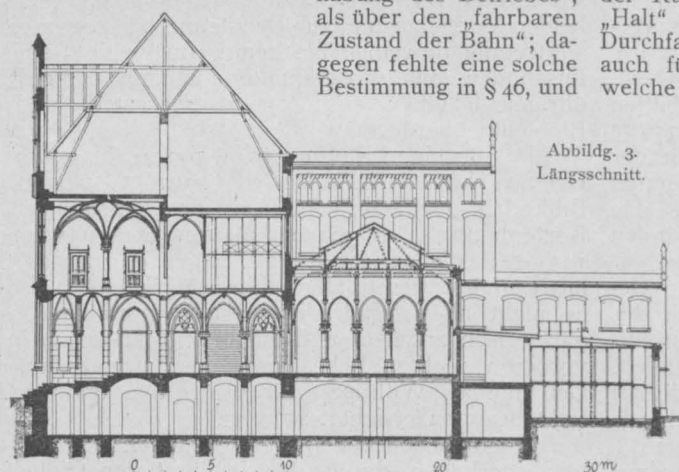 als über den „fahrbaren
Zustand der Bahn“; da-
gegen fehlte eine solche
Bestimmung in § 46, und
„Halt“
Durchfa
auch fü
welche
Abbildg. 3.
Längsschnitt.
0 5 10 20 30 m